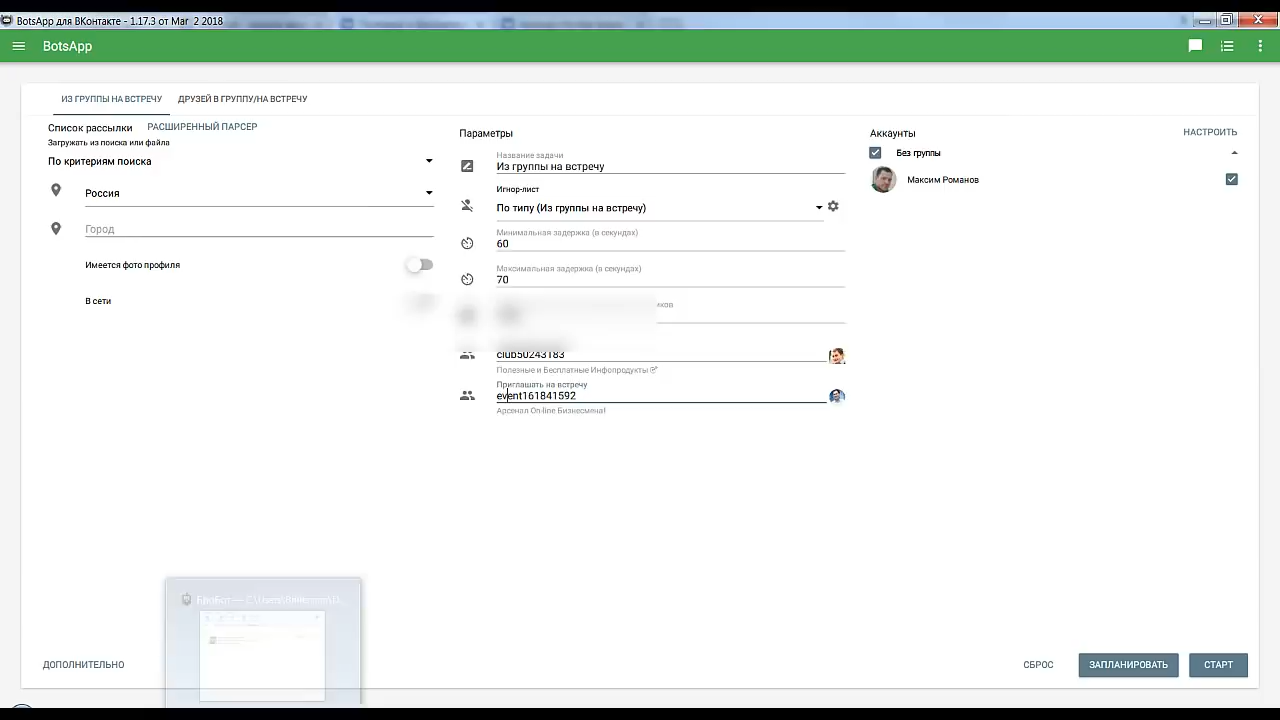 BotsApp для ВКонтакте - 1.17.3 от Mar 2 2018
BotsApp
ИЗ ГРУППЫ НА ВСТРЕЧУ
ДРУЗЕЙ В ГРУППУ/НА ВСТРЕЧУ
Список рассылки
РАСШИРЕННЫЙ ПАРСЕР
Загружать из поиска или файла
По критериям поиска
Россия
Город
Имеется фото профиля
В сети
Параметры
Название задачи
Из группы на встречу
Игнор-лист
По типу (Из группы на встречу)
Минимальная задержка (в секундах)
60
Максимальная задержка (в секундах)
70
club50243183
Полезные и Бесплатные Инфопродукты
Приглашать на встречу
event161841592
Арсенал On-line Бизнесмена!
Аккаунты
НАСТРОИТЬ
Без группы
Максим Романов
ДОПОЛНИТЕЛЬНО
СБРОС
ЗАПЛАНИРОВАТЬ
СТАРТ